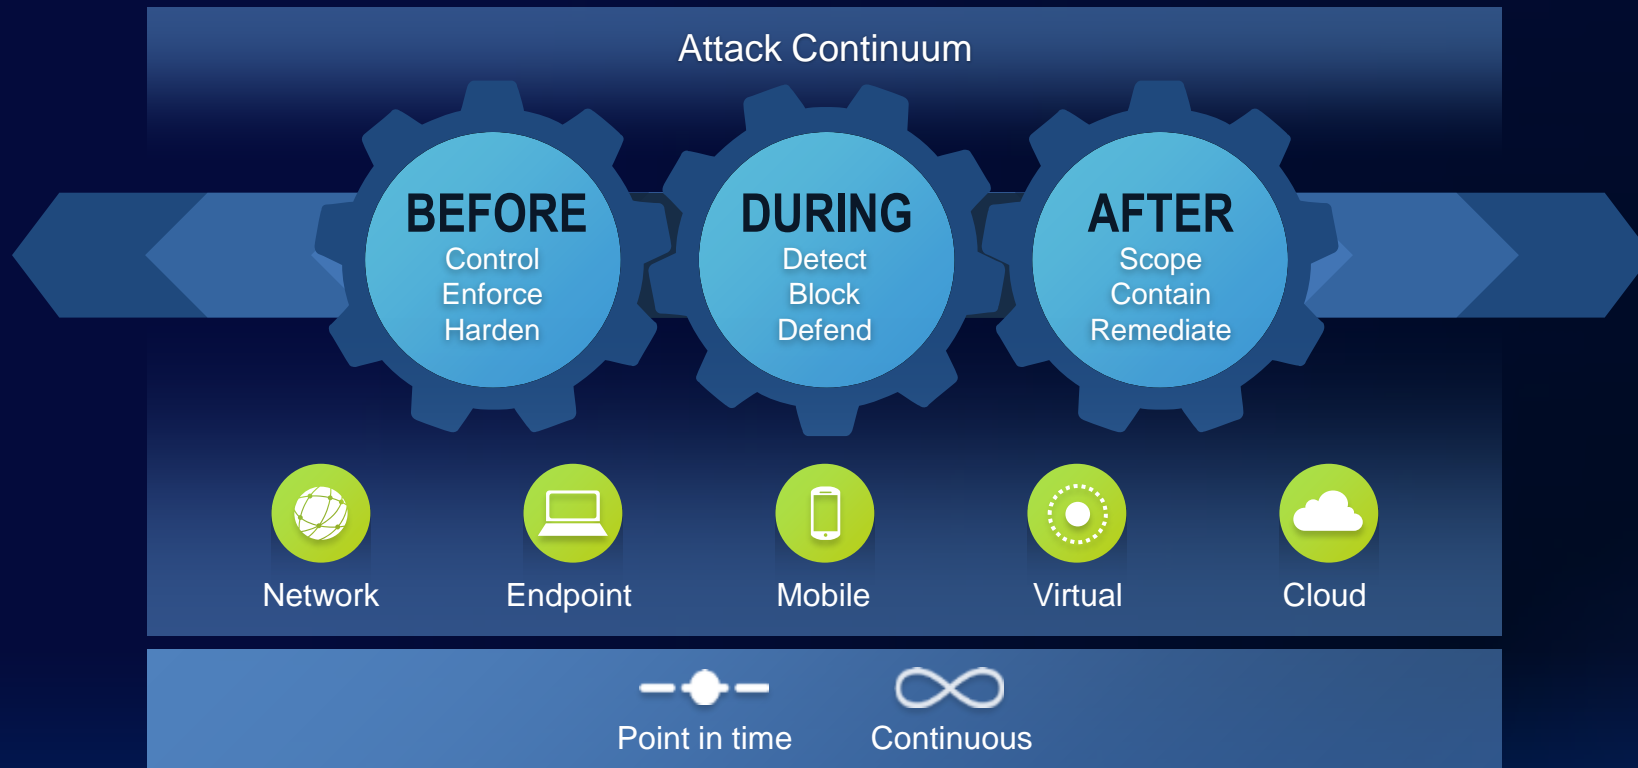 Attack Continuum
BEFORE
Control
Enforce
Harden
DURING
Detect
Block
Defend
AFTER
Scope
Contain
Remediate
Network
Endpoint
Mobile
Virtual
Cloud
Point in time
Continuous